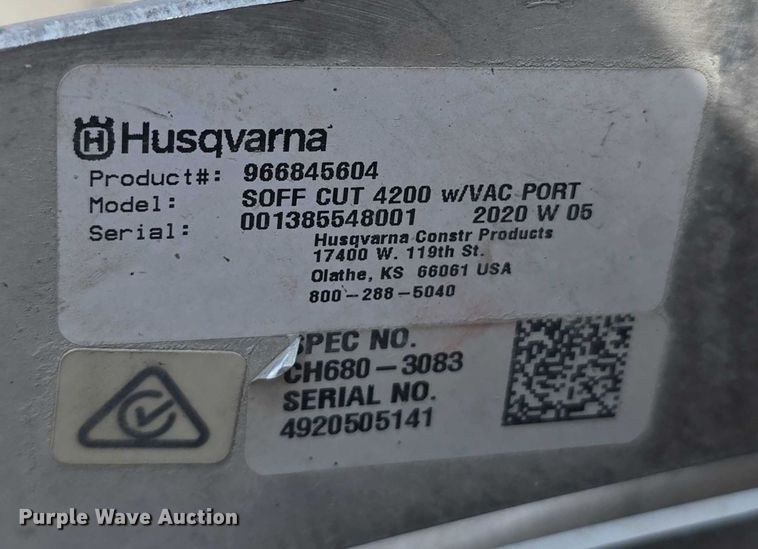 Husqvarna
Product#: 966845604
Model: SOFF CUT 4200 w/VAC PORT
Serial: 001385548001 2020 W 05
Husqvarna Constr Products
17400 W. 119th St.
Olathe, KS 66061 USA
800-288-5040
SPEC NO.
CH680-3083
SERIAL NO.
4920505141
Purple Wave Auction